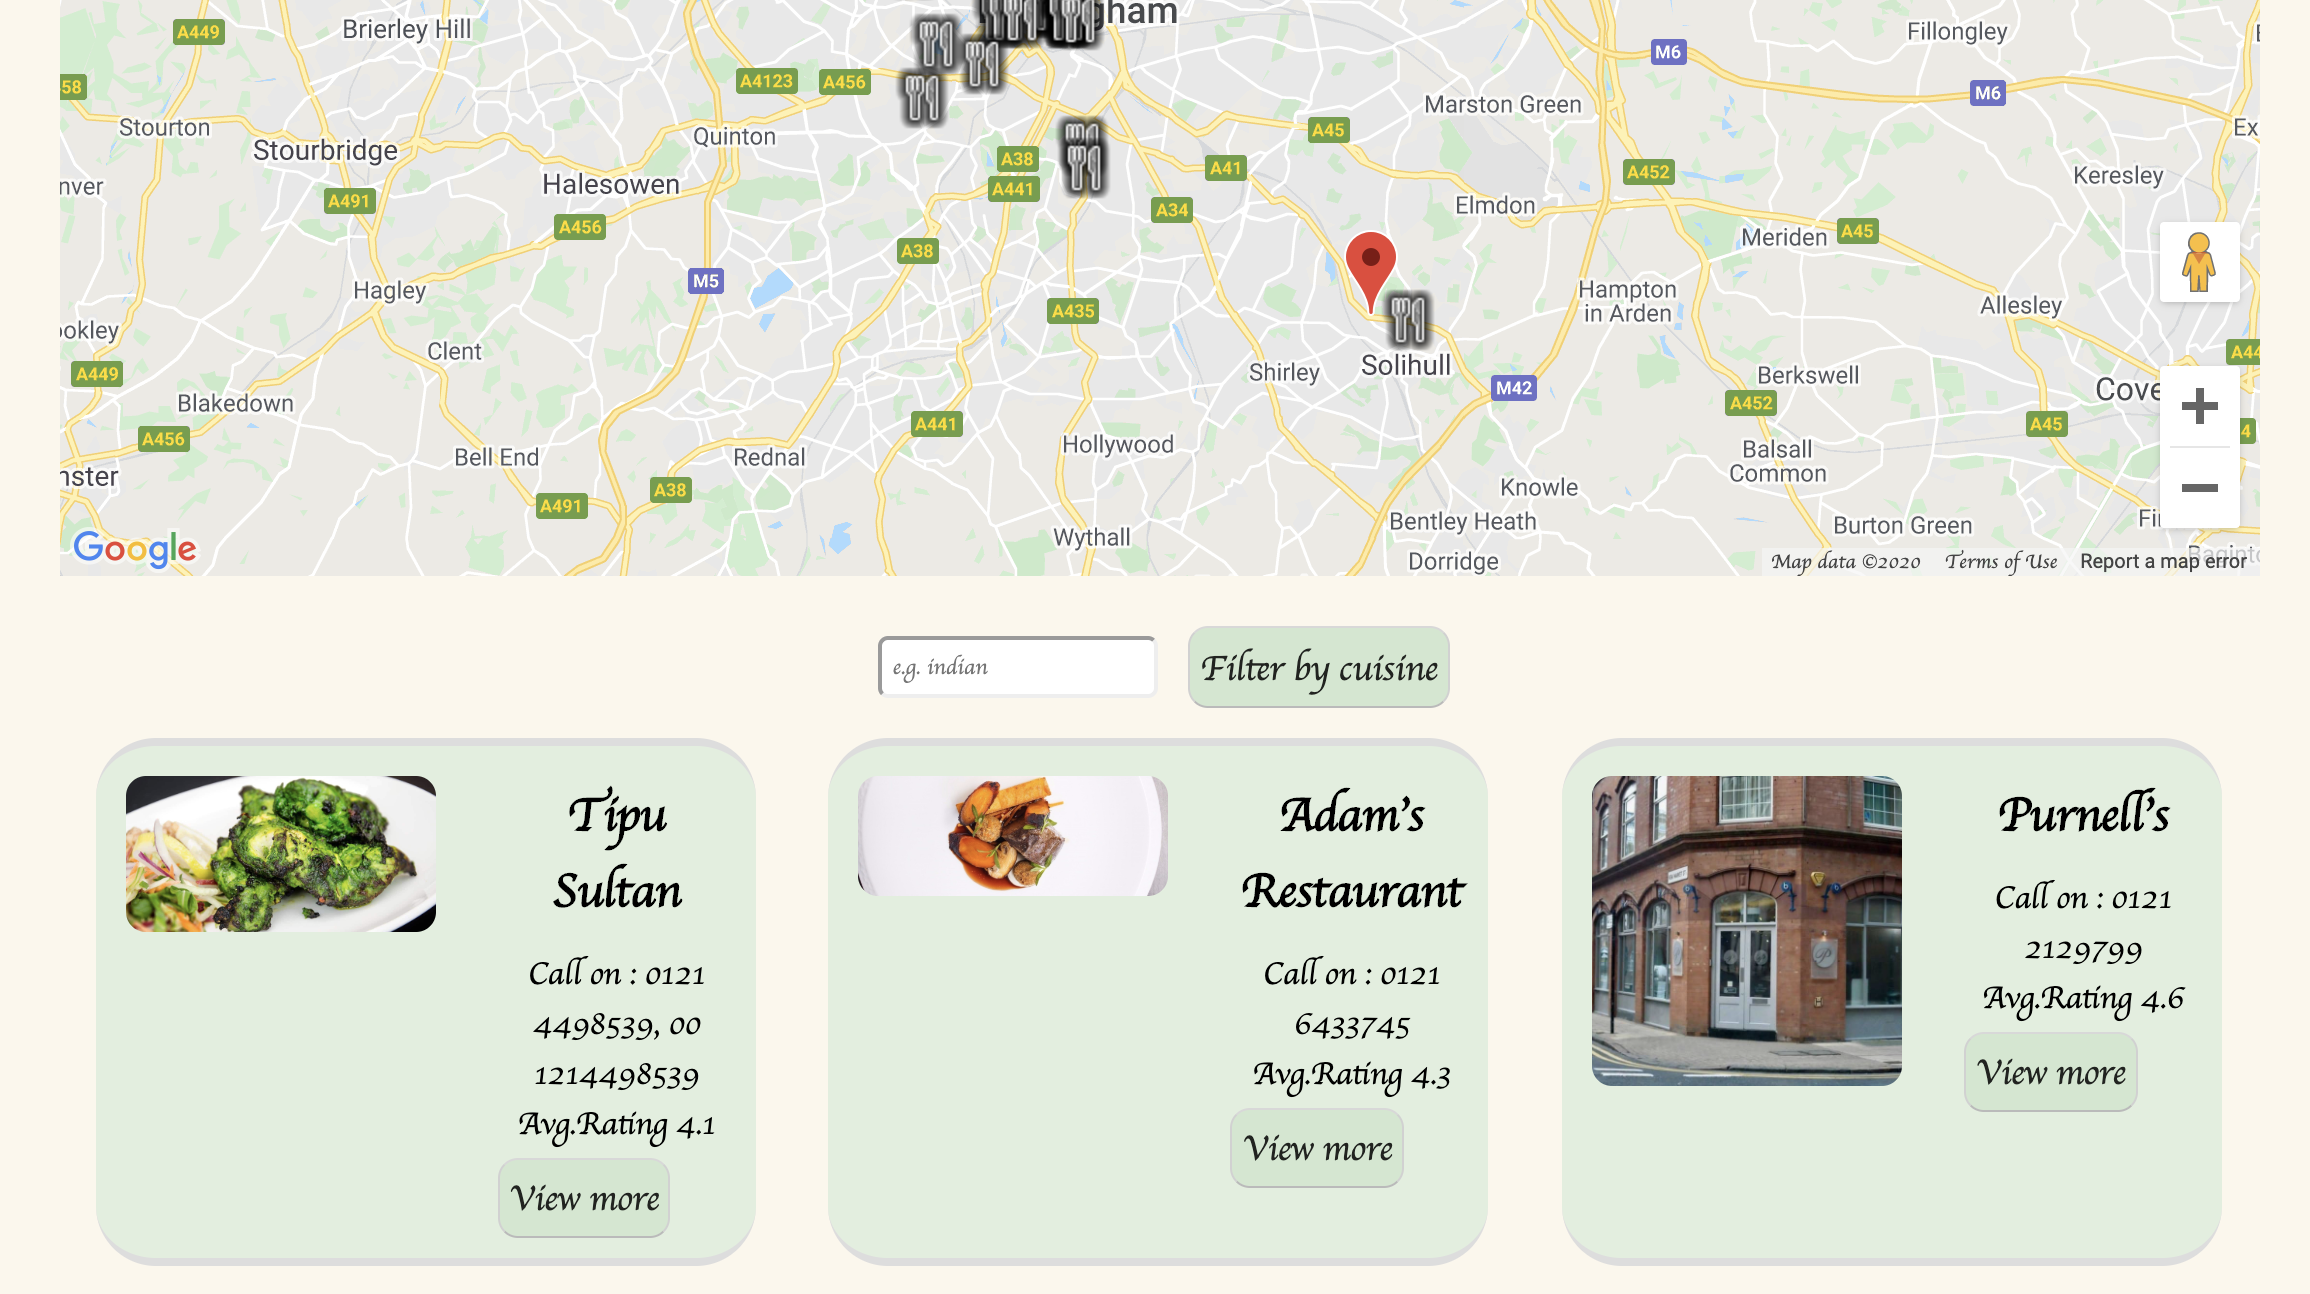 gham
A449
Brierley Hill
M6
Fillongley
58
A4123
A456
M6
Marston Green
Stourton
Stourbridge
Quinton
A45
Ex
A38
A41
A452
Keresley
nver
Halesowen
A441
A491
A34
Elmdon
A456
Meriden
A45
A38
M5
Hagley
Hampton
in Arden
Allesley
ookley
A435
Clent
A44
Shirley
Solihull
Berkswell
A449
M42
Cove
Blakedown
A452
A456
A441
A45
4
Hollywood
Balsall
Common
Bell End
Rednal
nster
Knowle
A38
A491
Bentley Heath
Burton Green
Fi
Wythall
Dorridge
Google
Map data ©2020
Terms of Use
Report a map error
e.g. indian
Filter by cuisine
Tipu
Sultan
Call on : 0121
4498539, 00
1214498539
Avg.Rating 4.1
View more
Adam's
Restaurant
Call on : 0121
6433745
Avg.Rating 4.3
View more
Purnell's
Call on : 0121
2129799
Avg.Rating 4.6
View more